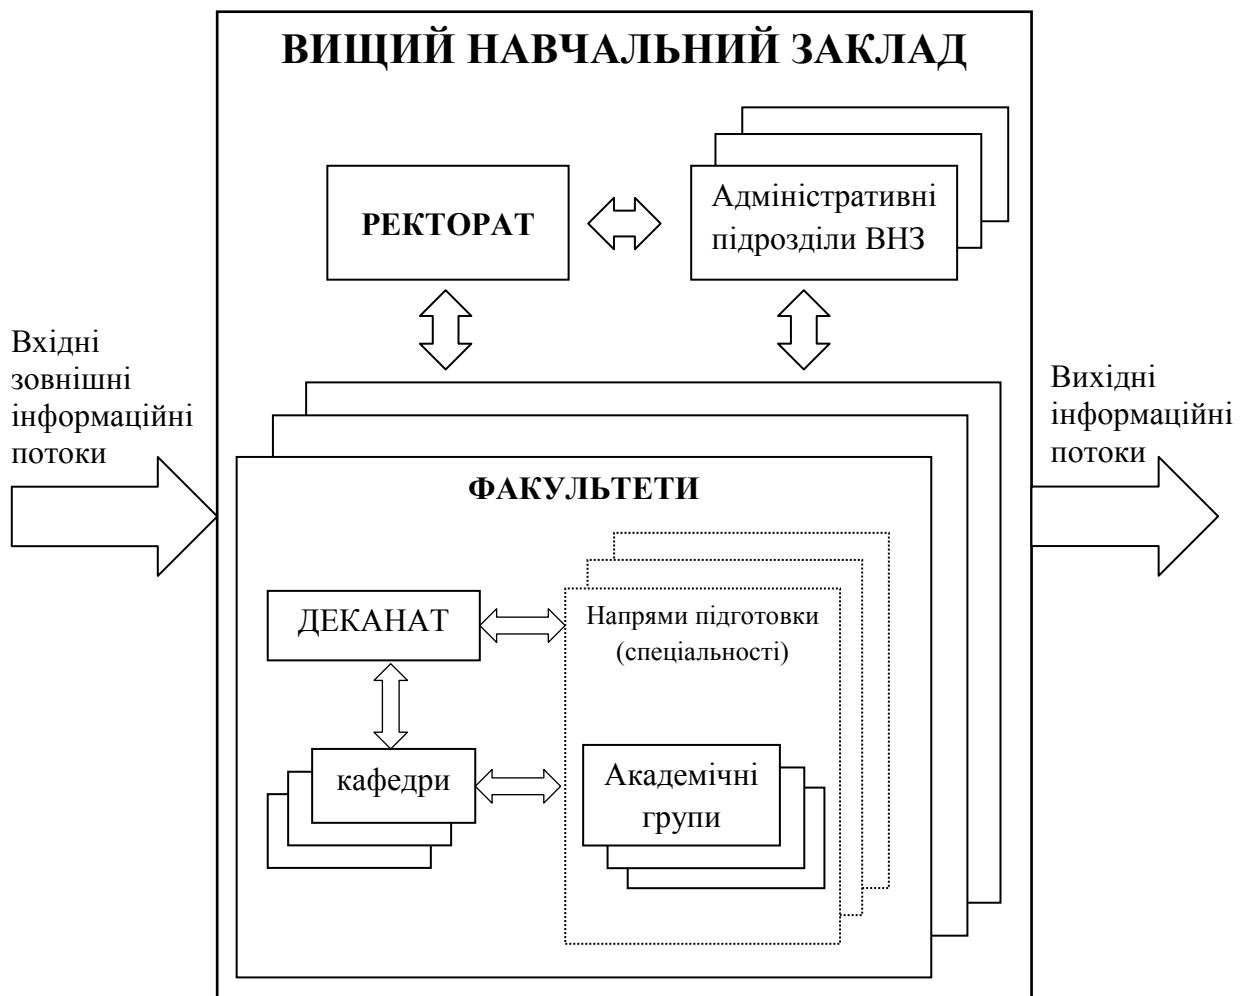 ВИЩИЙ НАВЧАЛЬНИЙ ЗАКЛАД
РЕКТОРАТ
Адміністративні
підрозділи ВНЗ
Вхідні
зовнішні
інформаційні
потоки
Вихідні
інформаційні
потоки
ФАКУЛЬТЕТИ
ДЕКАНАТ
Напрями підготовки
(спеціальності)
кафедри
Академічні
групи